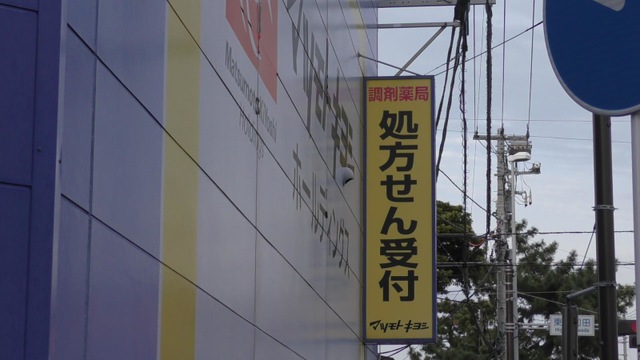 Matsumoto Kiyoshi
Holdings
マツモトキヨシ
ホールディングス
調剤薬局
処方せん受付
マツモトキヨシ